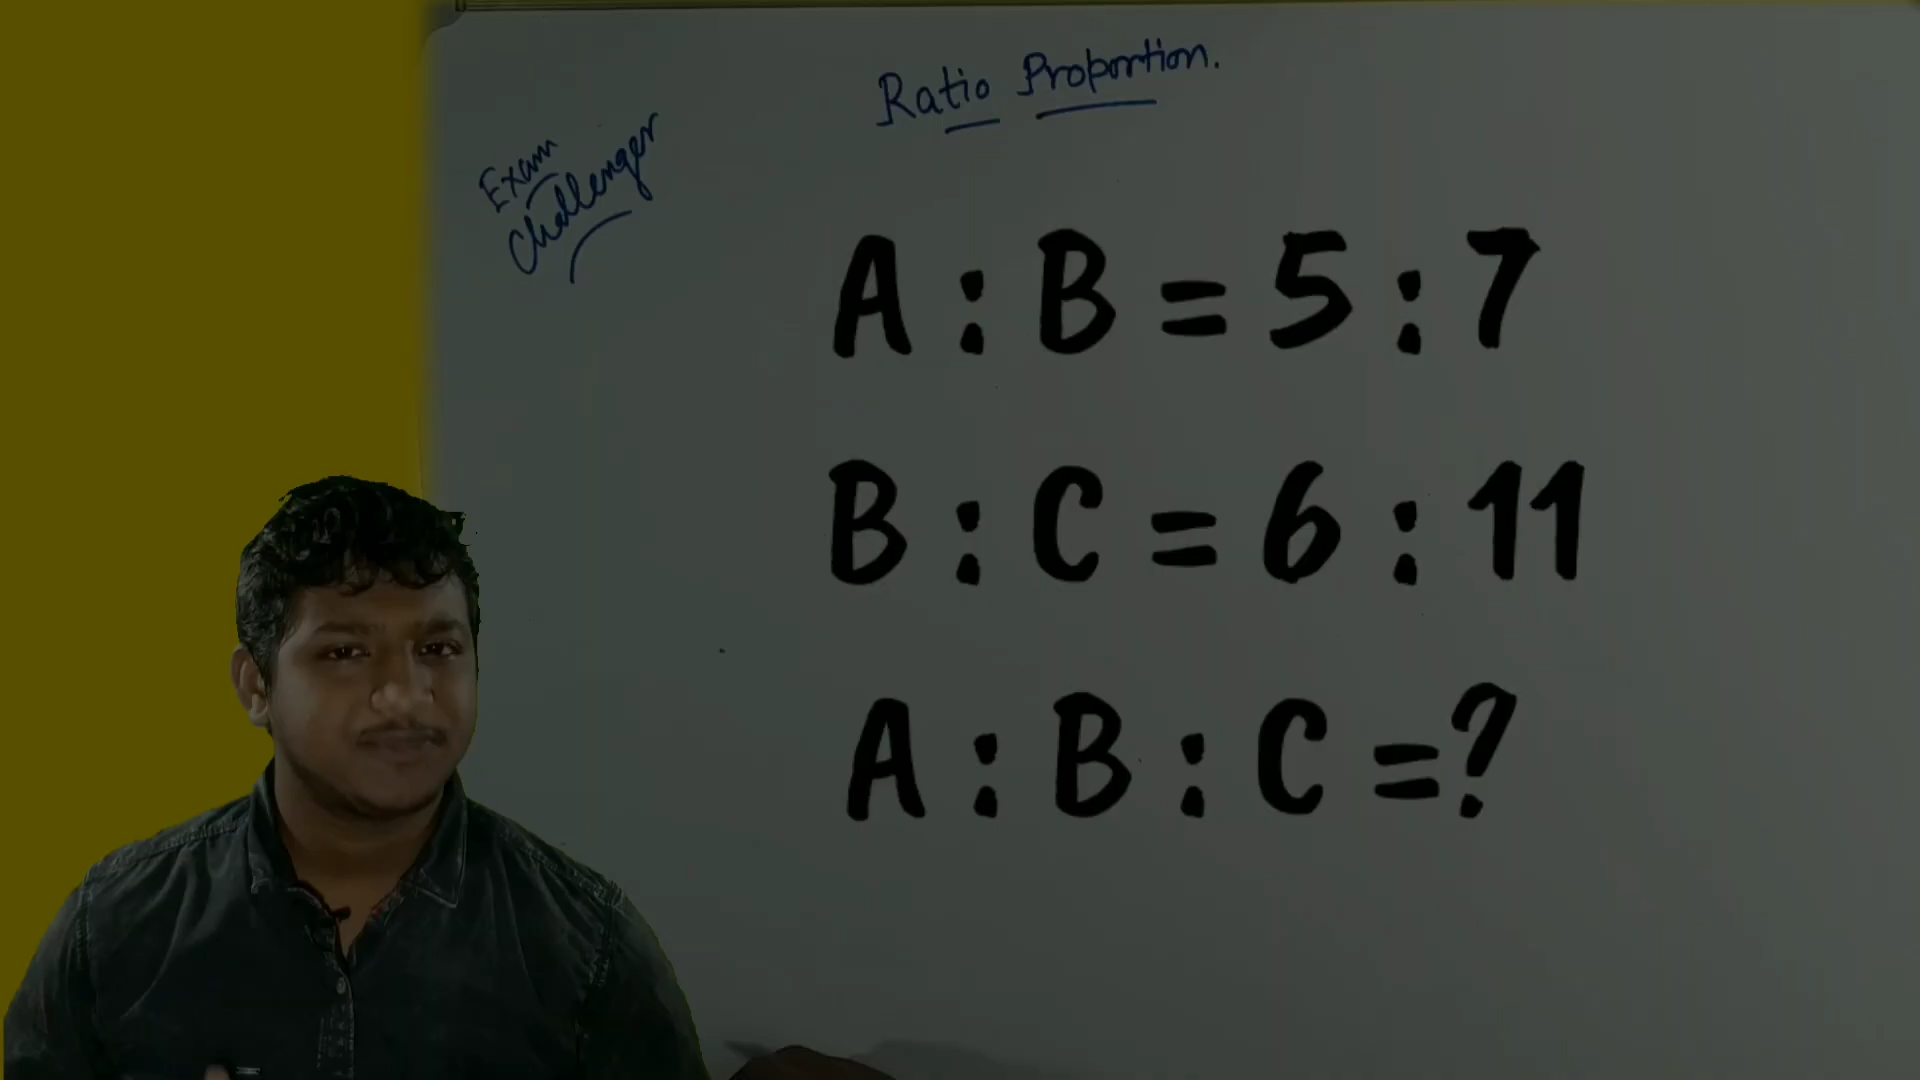 Ratio Proportion.
Exam
Challenger
A : B = 5 : 7
B : C = 6 : 11
A : B : C = ?